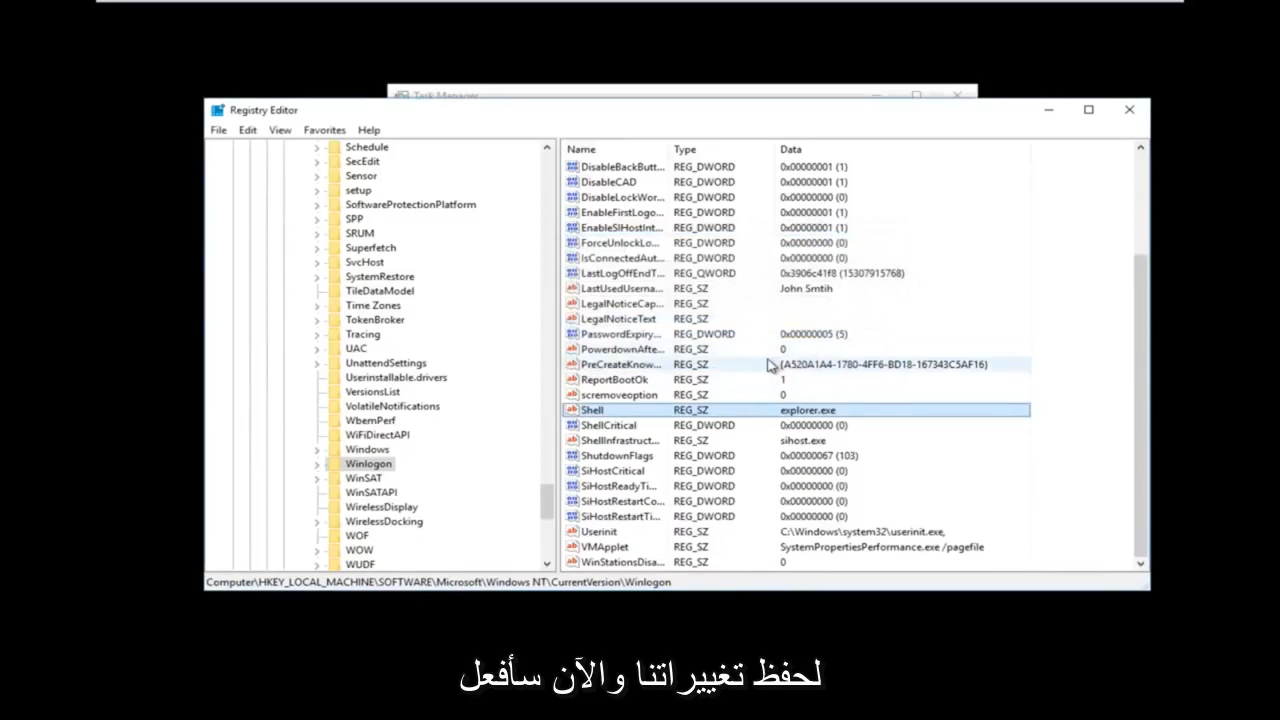 Task Manager
Registry Editor
File Edit View Favorites Help
Schedule
SecEdit
Sensor
setup
SoftwareProtectionPlatform
SPP
SRUM
Superfetch
SvcHost
SystemRestore
TileDataModel
Time Zones
TokenBroker
Tracing
UAC
UnattendSettings
Userinstallable.drivers
VersionsList
VolatileNotifications
WbemPerf
WiFiDirectAPI
Windows
Winlogon
WinSAT
WinSATAPI
WirelessDisplay
WirelessDocking
WOF
WOW
WUDF
Name Type Data
DisableBackButt... REG_DWORD 0x00000001 (1)
DisableCAD REG_DWORD 0x00000001 (1)
DisableLockWor... REG_DWORD 0x00000000 (0)
EnableFirstLogo... REG_DWORD 0x00000001 (1)
EnableSIHostInt... REG_DWORD 0x00000001 (1)
ForceUnlockLo... REG_DWORD 0x00000000 (0)
IsConnectedAut... REG_DWORD 0x00000000 (0)
LastLogOffEndT... REG_QWORD 0x3906c41f8 (15307915768)
LastUsedUserna... REG_SZ John Smtih
LegalNoticeCap... REG_SZ
LegalNoticeText REG_SZ
PasswordExpiry... REG_DWORD 0x00000005 (5)
PowerdownAfte... REG_SZ 0
PreCreateKnow... REG_SZ {A520A1A4-1780-4FF6-BD18-167343C5AF16}
ReportBootOk REG_SZ 1
scremoveoption REG_SZ 0
Shell REG_SZ explorer.exe
ShellCritical REG_DWORD 0x00000000 (0)
ShellInfrastruct... REG_SZ sihost.exe
ShutdownFlags REG_DWORD 0x00000067 (103)
SiHostCritical REG_DWORD 0x00000000 (0)
SiHostReadyTi... REG_DWORD 0x00000000 (0)
SiHostRestartCo... REG_DWORD 0x00000000 (0)
SiHostRestartTi... REG_DWORD 0x00000000 (0)
Userinit REG_SZ C:\Windows\system32\userinit.exe,
VMApplet REG_SZ SystemPropertiesPerformance.exe /pagefile
WinStationsDisa... REG_SZ 0
Computer\HKEY_LOCAL_MACHINE\SOFTWARE\Microsoft\Windows NT\CurrentVersion\Winlogon
لحفظ تغييراتنا والآن سأفعل